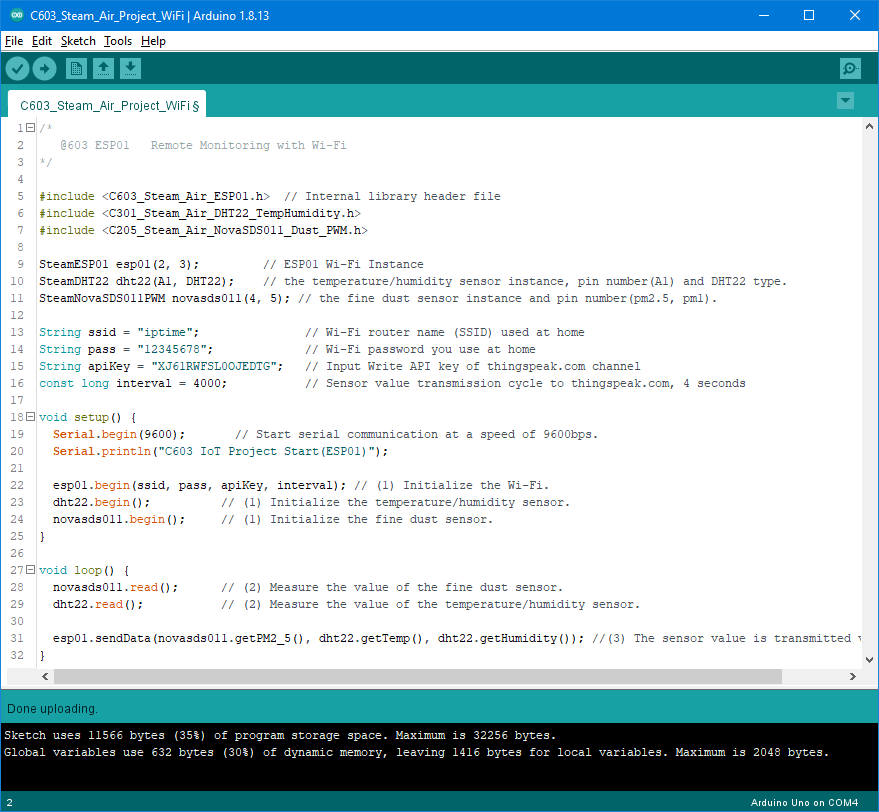 C603_Steam_Air_Project_WiFi | Arduino 1.8.13
File Edit Sketch Tools Help
C603_Steam_Air_Project_WiFi §
1 /*
2 @603 ESP01 Remote Monitoring with Wi-Fi
3 */
4
5 #include <C603_Steam_Air_ESP01.h> // Internal library header file
6 #include <C301_Steam_Air_DHT22_TempHumidity.h>
7 #include <C205_Steam_Air_NovaSDS011_Dust_PWM.h>
8
9 SteamESP01 esp01(2, 3); // ESP01 Wi-Fi Instance
10 SteamDHT22 dht22(A1, DHT22); // the temperature/humidity sensor instance, pin number(A1) and DHT22 type.
11 SteamNovaSDS011PWM novasds011(4, 5); // the fine dust sensor instance and pin number(pm2.5, pm1).
12
13 String ssid = "iptime"; // Wi-Fi router name (SSID) used at home
14 String pass = "12345678"; // Wi-Fi password you use at home
15 String apiKey = "XJ61RWFSL0OJEDTG"; // Input Write API key of thingspeak.com channel
16 const long interval = 4000; // Sensor value transmission cycle to thingspeak.com, 4 seconds
17
18 void setup() {
19 Serial.begin(9600); // Start serial communication at a speed of 9600bps.
20 Serial.println("C603 IoT Project Start(ESP01)");
21
22 esp01.begin(ssid, pass, apiKey, interval); // (1) Initialize the Wi-Fi.
23 dht22.begin(); // (1) Initialize the temperature/humidity sensor.
24 novasds011.begin(); // (1) Initialize the fine dust sensor.
25 }
26
27 void loop() {
28 novasds011.read(); // (2) Measure the value of the fine dust sensor.
29 dht22.read(); // (2) Measure the value of the temperature/humidity sensor.
30
31 esp01.sendData(novasds011.getPM2_5(), dht22.getTemp(), dht22.getHumidity()); //(3) The sensor value is transmitted
32 }
Done uploading.
Sketch uses 11566 bytes (35%) of program storage space. Maximum is 32256 bytes.
Global variables use 632 bytes (30%) of dynamic memory, leaving 1416 bytes for local variables. Maximum is 2048 bytes.
2 Arduino Uno on COM4